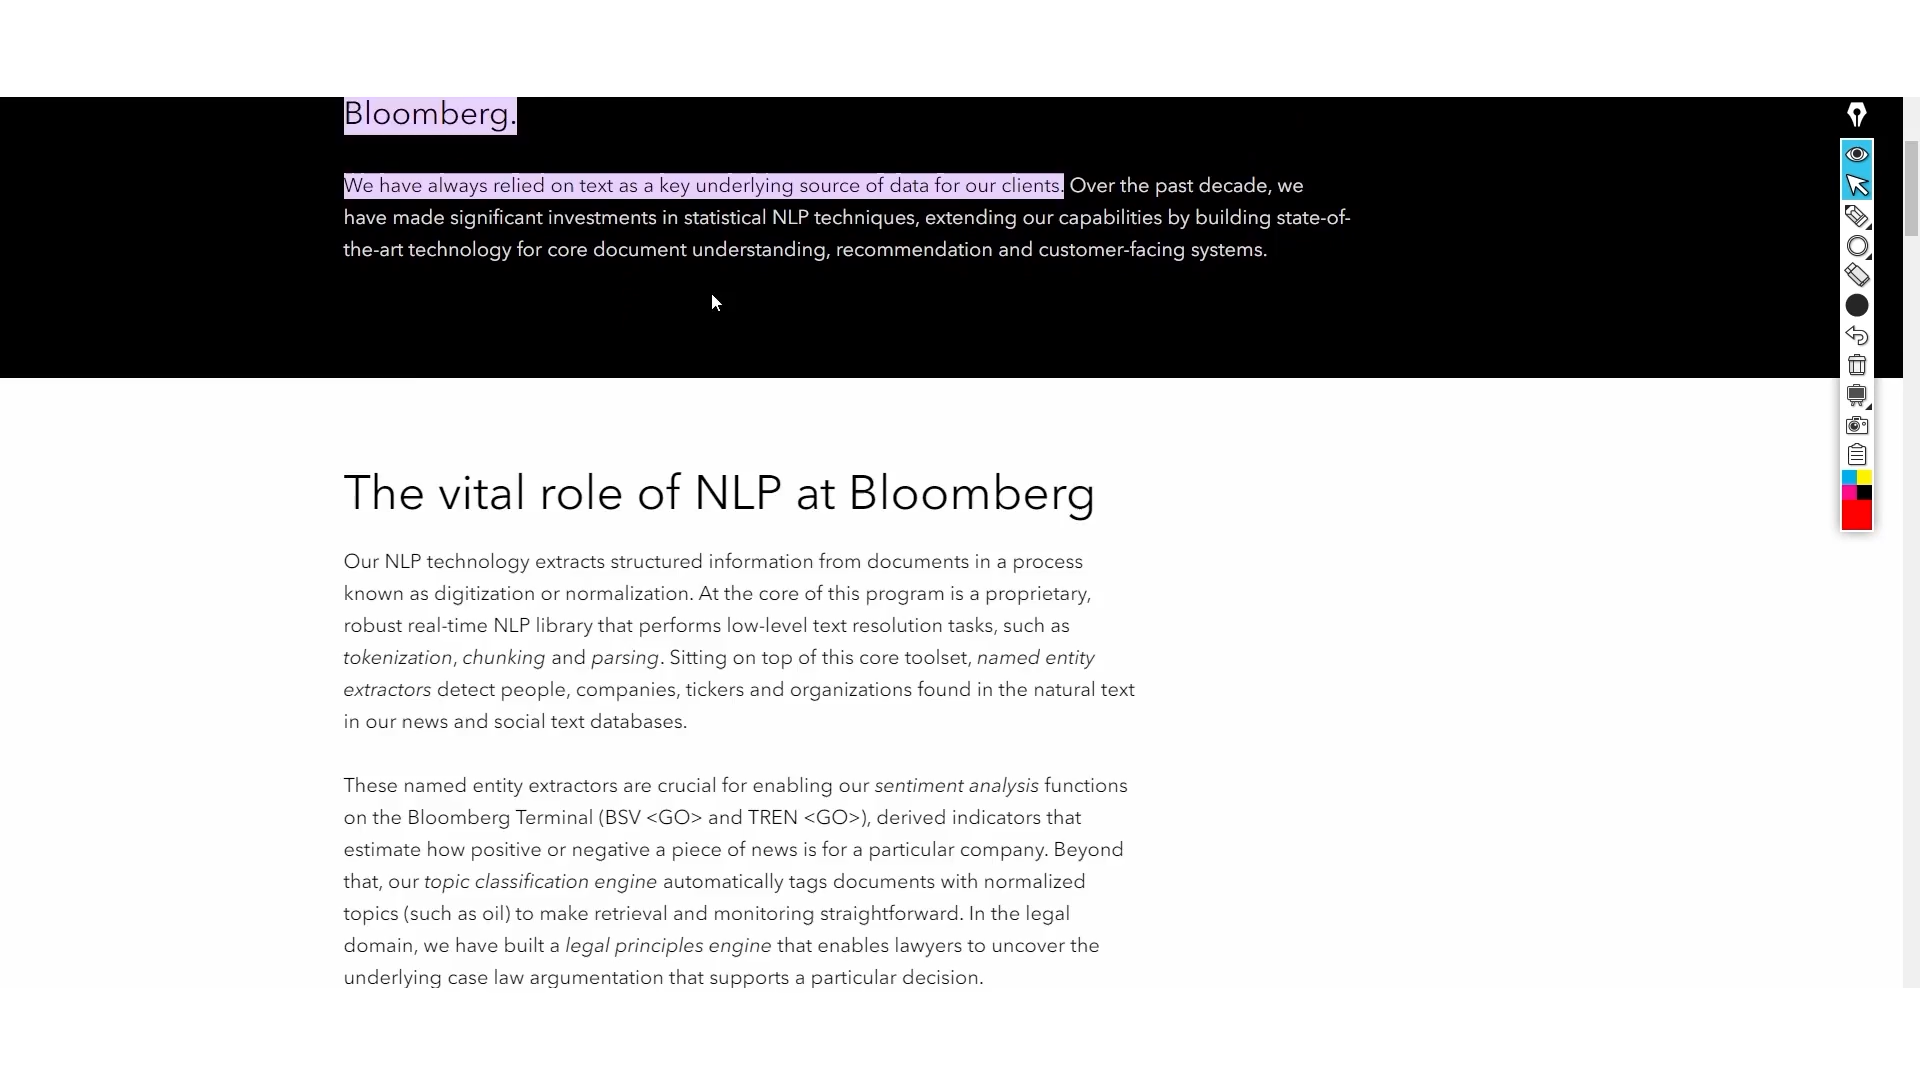 Bloomberg.
We have always relied on text as a key underlying source of data for our clients. Over the past decade, we
have made significant investments in statistical NLP techniques, extending our capabilities by building state-of-
the-art technology for core document understanding, recommendation and customer-facing systems.
The vital role of NLP at Bloomberg
Our NLP technology extracts structured information from documents in a process
known as digitization or normalization. At the core of this program is a proprietary,
robust real-time NLP library that performs low-level text resolution tasks, such as
tokenization, chunking and parsing. Sitting on top of this core toolset, named entity
extractors detect people, companies, tickers and organizations found in the natural text
in our news and social text databases.
These named entity extractors are crucial for enabling our sentiment analysis functions
on the Bloomberg Terminal (BSV <GO> and TREN <GO>), derived indicators that
estimate how positive or negative a piece of news is for a particular company. Beyond
that, our topic classification engine automatically tags documents with normalized
topics (such as oil) to make retrieval and monitoring straightforward. In the legal
domain, we have built a legal principles engine that enables lawyers to uncover the
underlying case law argumentation that supports a particular decision.